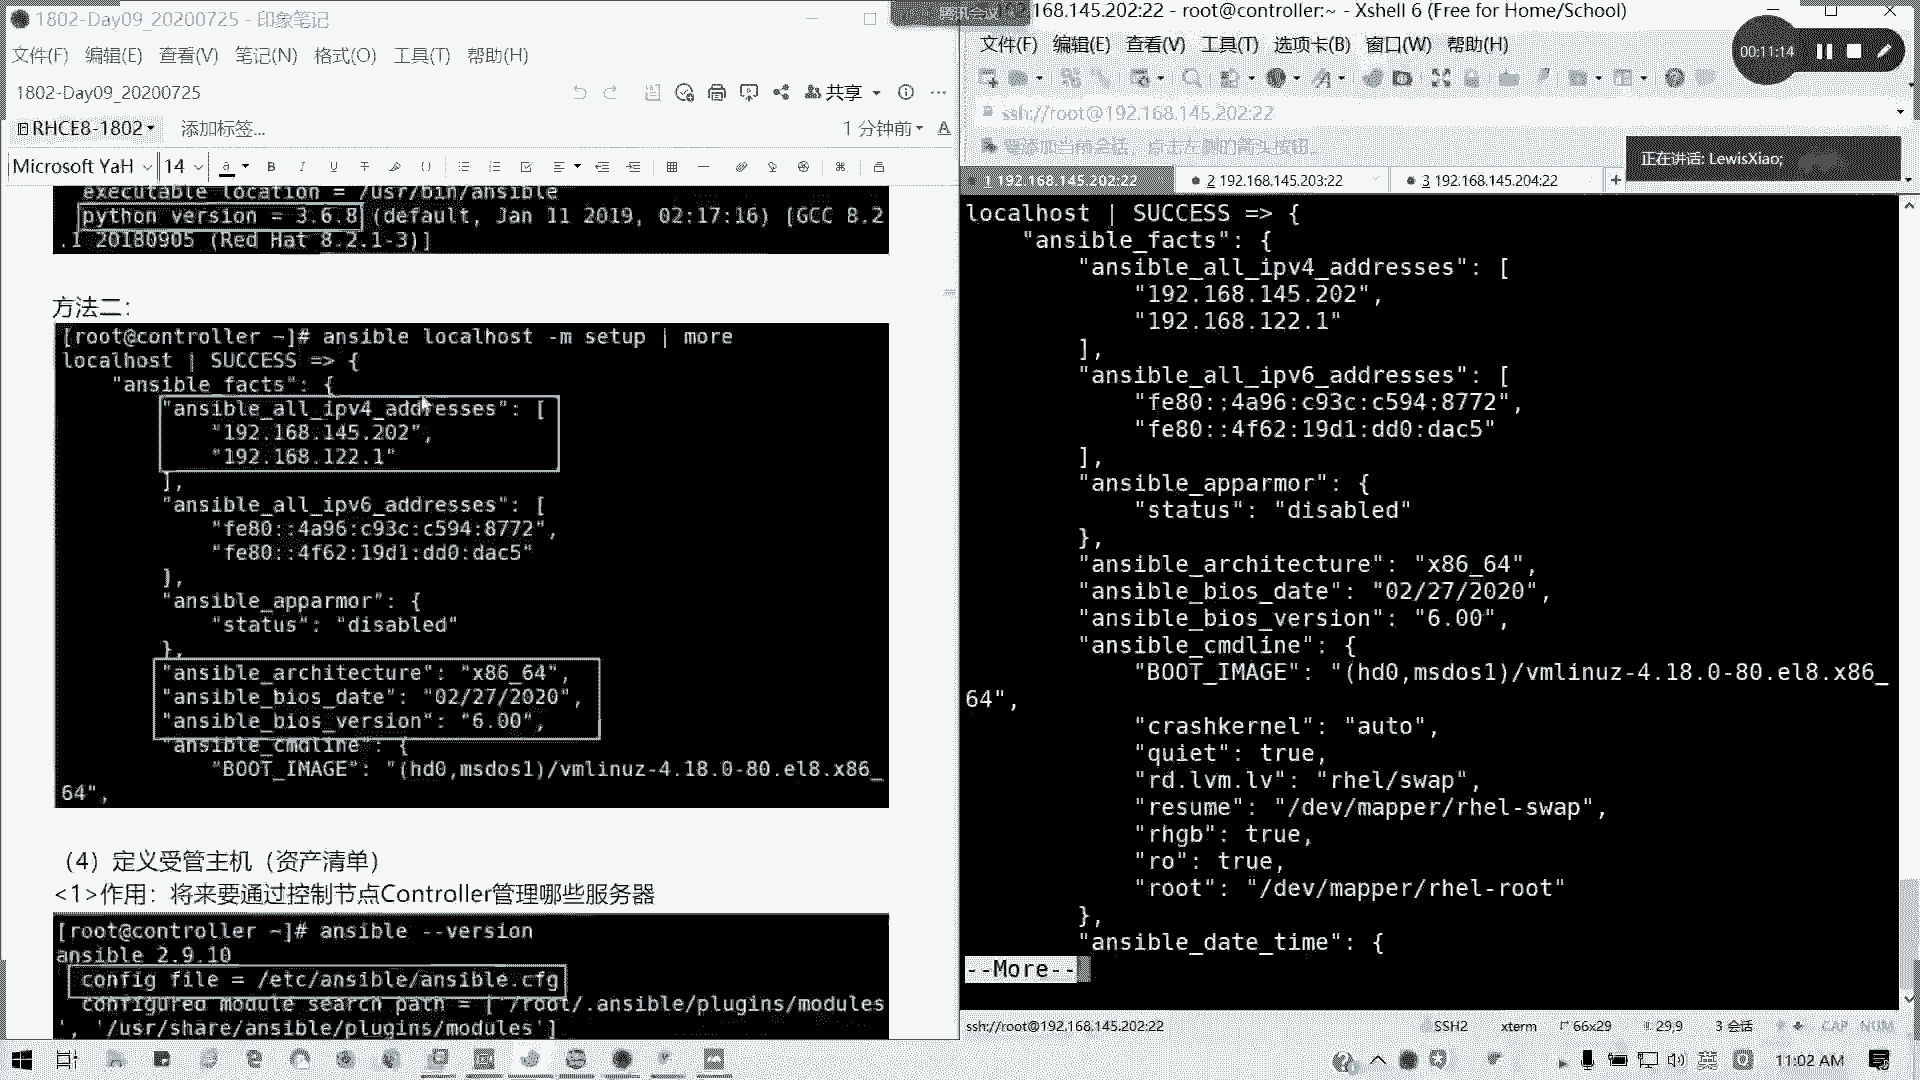 1802-Day09_20200725 - 印象笔记
文件(F) 编辑(E) 查看(V) 笔记(N) 格式(O) 工具(T) 帮助(H)
1802-Day09_20200725
共享
RHCE8-1802 添加标签...
1 分钟前
Microsoft YaH 14
executable location = /usr/bin/ansible
python version = 3.6.8 (default, Jan 11 2019, 02:17:16) [GCC 8.2
.1 20180905 (Red Hat 8.2.1-3)]
方法二:
[root@controller ~]# ansible localhost -m setup | more
localhost | SUCCESS => {
"ansible_facts": {
"ansible_all_ipv4_addresses": [
"192.168.145.202",
"192.168.122.1"
],
"ansible_all_ipv6_addresses": [
"fe80::4a96:c93c:c594:8772",
"fe80::4f62:19d1:dd0:dac5"
],
"ansible_apparmor": {
"status": "disabled"
},
"ansible_architecture": "x86_64",
"ansible_bios_date": "02/27/2020",
"ansible_bios_version": "6.00",
"ansible_cmdline": {
"BOOT_IMAGE": "(hd0,msdos1)/vmlinuz-4.18.0-80.el8.x86_
64",
（4）定义受管主机（资产清单）
<1>作用：将来要通过控制节点Controller管理哪些服务器
[root@controller ~]# ansible --version
ansible 2.9.10
config file = /etc/ansible/ansible.cfg
configured module search path = ['/root/.ansible/plugins/modules
', '/usr/share/ansible/plugins/modules']
腾讯会议
168.145.202:22 - root@controller:~ - Xshell 6 (Free for Home/School)
文件(F) 编辑(E) 查看(V) 工具(T) 选项卡(B) 窗口(W) 帮助(H)
00:11:14
ssh://root@192.168.145.202:22
要添加当前会话，点击左侧的箭头按钮。
正在讲话: LewisXiao;
1 192.168.145.202:22
2 192.168.145.203:22
3 192.168.145.204:22
localhost | SUCCESS => {
"ansible_facts": {
"ansible_all_ipv4_addresses": [
"192.168.145.202",
"192.168.122.1"
],
"ansible_all_ipv6_addresses": [
"fe80::4a96:c93c:c594:8772",
"fe80::4f62:19d1:dd0:dac5"
],
"ansible_apparmor": {
"status": "disabled"
},
"ansible_architecture": "x86_64",
"ansible_bios_date": "02/27/2020",
"ansible_bios_version": "6.00",
"ansible_cmdline": {
"BOOT_IMAGE": "(hd0,msdos1)/vmlinuz-4.18.0-80.el8.x86_
64",
"crashkernel": "auto",
"quiet": true,
"rd.lvm.lv": "rhel/swap",
"resume": "/dev/mapper/rhel-swap",
"rhgb": true,
"ro": true,
"root": "/dev/mapper/rhel-root"
},
"ansible_date_time": {
--More--
ssh://root@192.168.145.202:22 SSH2 xterm 66x29 29,9 3 会话 CAP NUM
英 11:02 AM